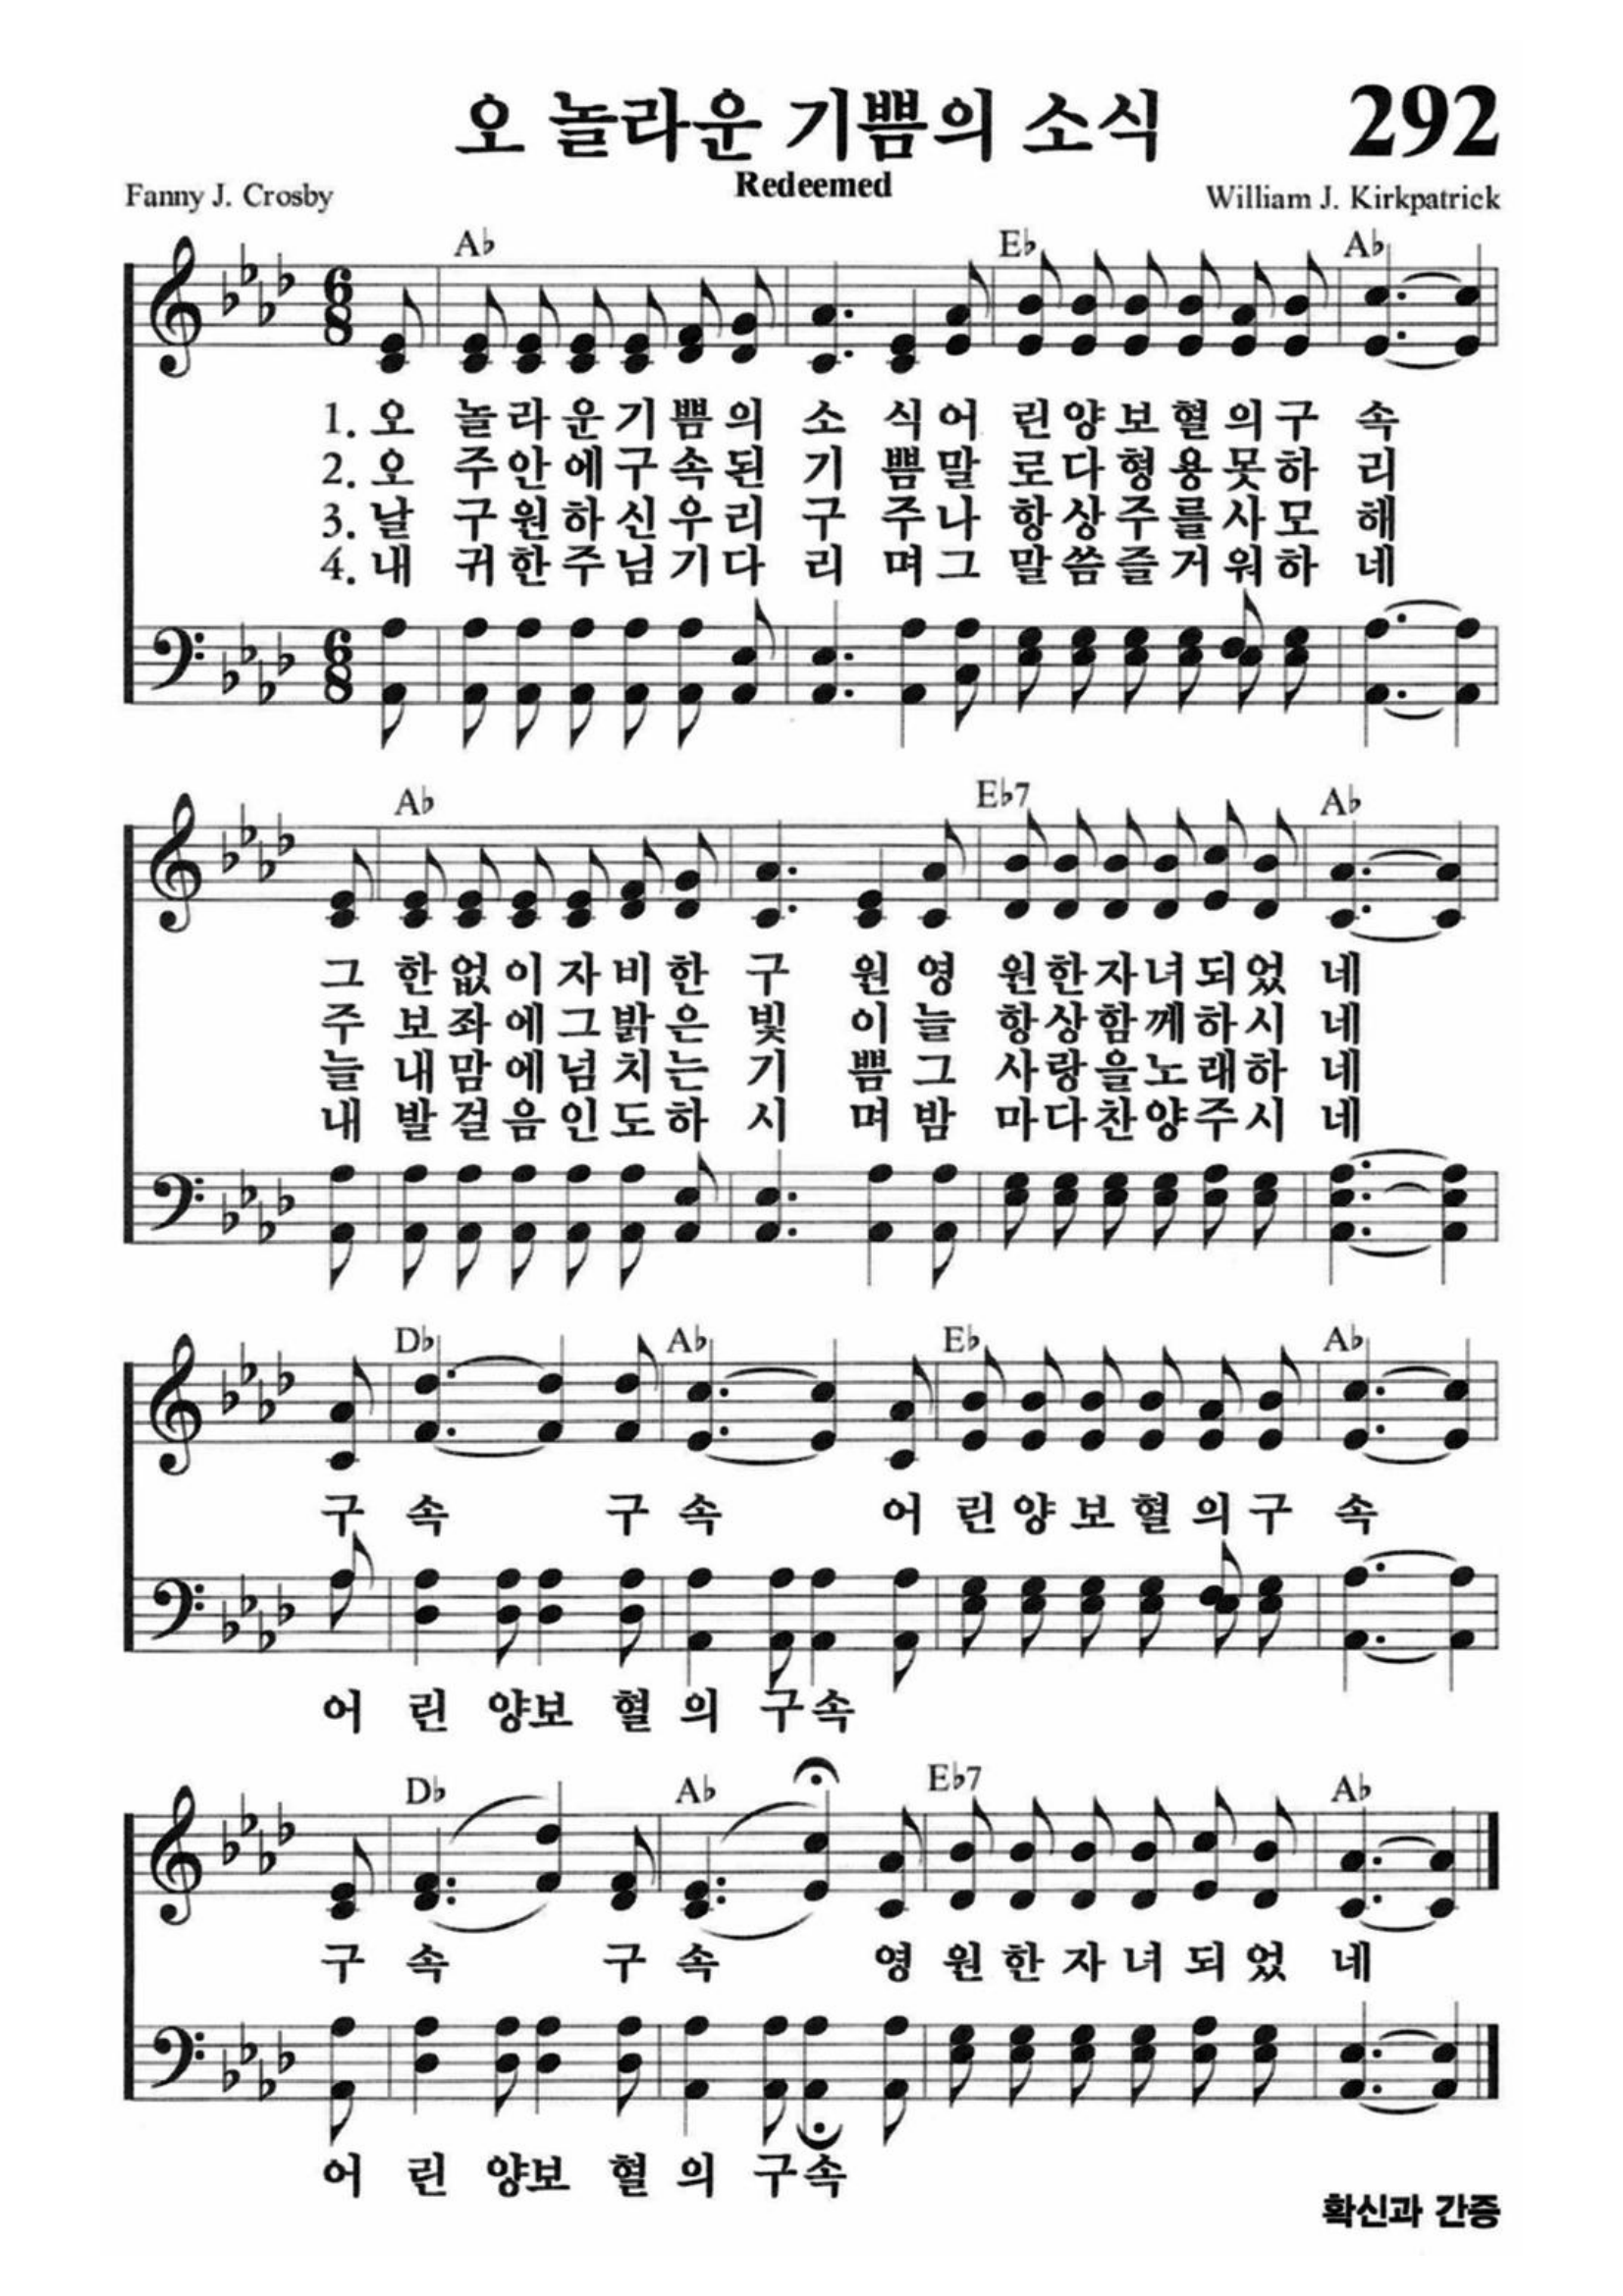 오 놀라운 기쁨의 소식 292
Redeemed
Fanny J. Crosby William J. Kirkpatrick
A♭ E♭ A♭
1. 오 놀라운기쁨의 소 식어 린양보혈의구 속
2. 오 주안에구속된 기 쁨말 로다형용못하 리
3. 날 구원하신우리 구 주나 항상주를사모 해
4. 내 귀한주님기다 리 며그 말씀즐거워하 네
A♭ E♭7 A♭
그 한없이자비한 구 원영 원한자녀되었 네
주 보좌에그밝은 빛 이늘 항상함께하시 네
늘 내맘에넘치는 기 쁨그 사랑을노래하 네
내 발걸음인도하 시 며밤 마다찬양주시 네
D♭ A♭ E♭ A♭
구 속 구 속 어 린양보혈의구 속
어 린 양보 혈 의 구속
D♭ A♭ E♭7 A♭
구 속 구 속 영 원한자녀되었 네
어 린 양보 혈 의 구속
확신과 간증